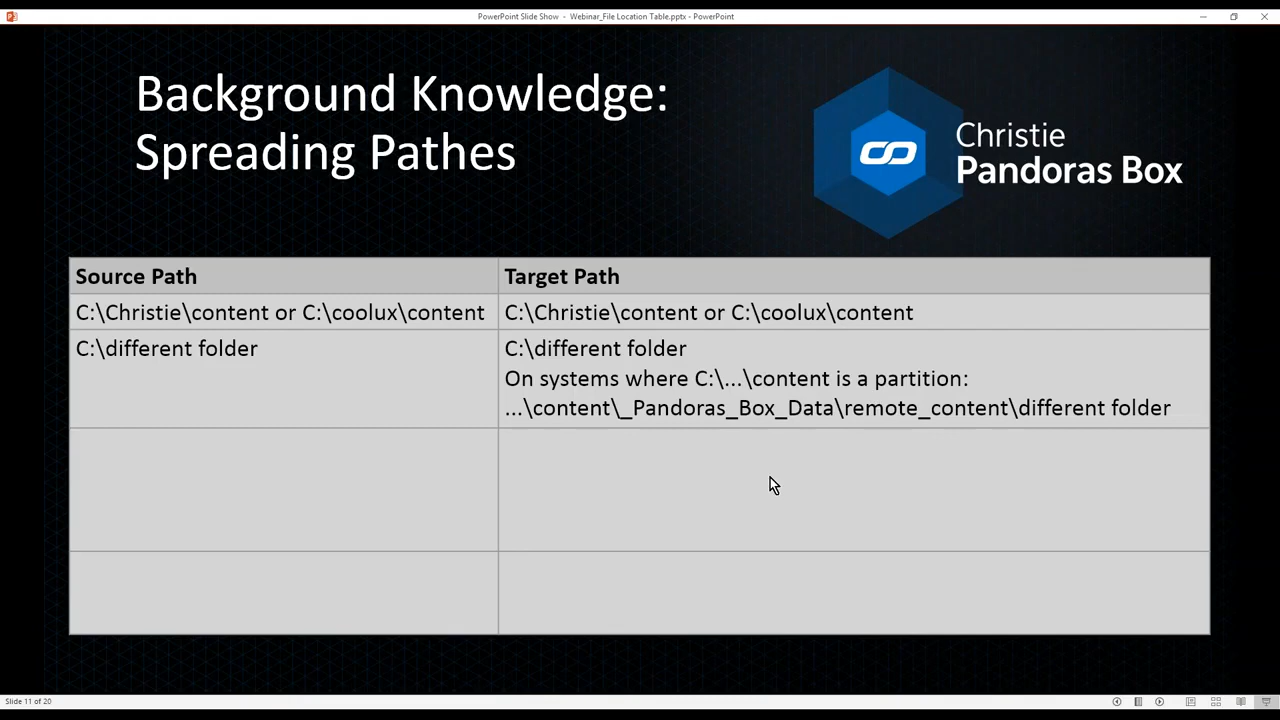 PowerPoint Slide Show - Webinar_File Location Table.pptx - PowerPoint
Background Knowledge:
Spreading Pathes
Christie
Pandoras Box
Source Path
Target Path
C:\Christie\content or C:\coolux\content
C:\Christie\content or C:\coolux\content
C:\different folder
C:\different folder
On systems where C:\...\content is a partition:
...\content\_Pandoras_Box_Data\remote_content\different folder
Slide 11 of 20